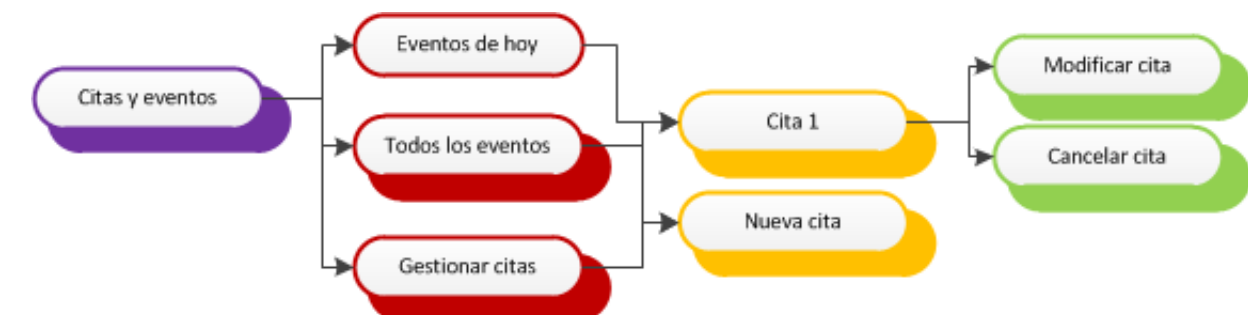 Citas y eventos
Eventos de hoy
Todos los eventos
Gestionar citas
Cita 1
Nueva cita
Modificar cita
Cancelar cita